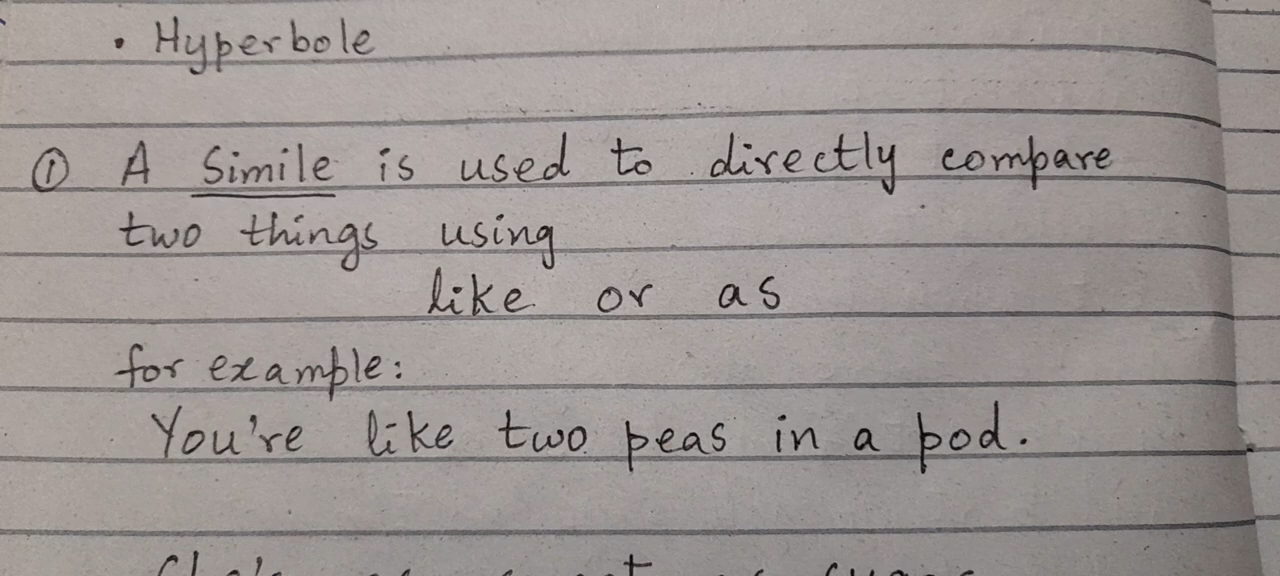 • Hyperbole
① A Simile is used to directly compare
two things using
like or as
for example:
You're like two peas in a pod.